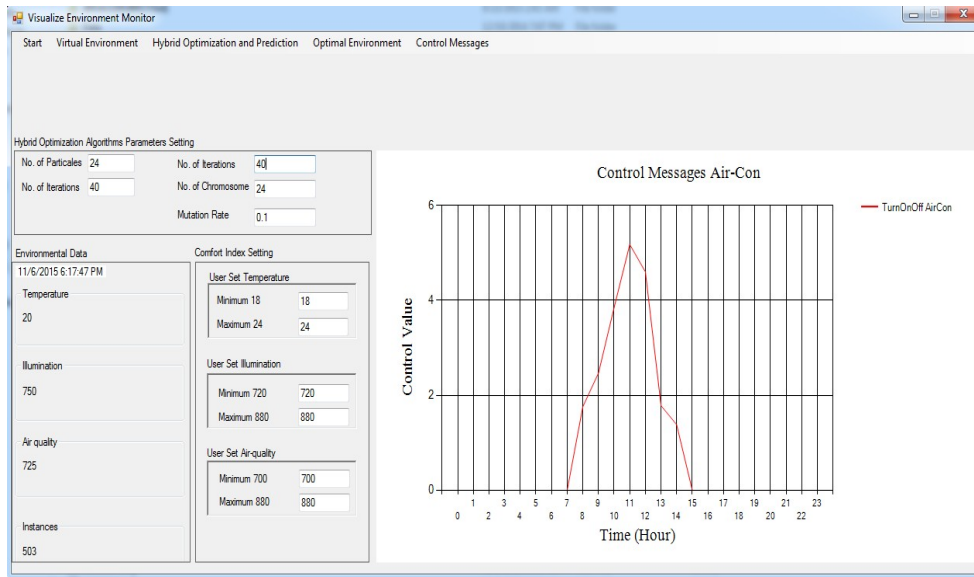 Visualize Environment Monitor
Start Virtual Environment Hybrid Optimization and Prediction Optimal Environment Control Messages
Hybrid Optimization Algorithms Parameters Setting
No. of Particales 24 No. of Iterations 40
No. of Iterations 40 No. of Chromosome 24
Mutation Rate 0.1
Environmental Data
11/6/2015 6:17:47 PM
Temperature
20
Illumination
750
Air quality
725
Instances
503
Comfort Index Setting
User Set Temperature
Minimum 18 18
Maximum 24 24
User Set Illumination
Minimum 720 720
Maximum 880 880
User Set Air-quality
Minimum 700 700
Maximum 880 880
Control Messages Air-Con
TurnOnOff AirCon
Control Value
6
4
2
0
1 3 5 7 9 11 13 15 17 19 21 23
0 2 4 6 8 10 12 14 16 18 20 22
Time (Hour)